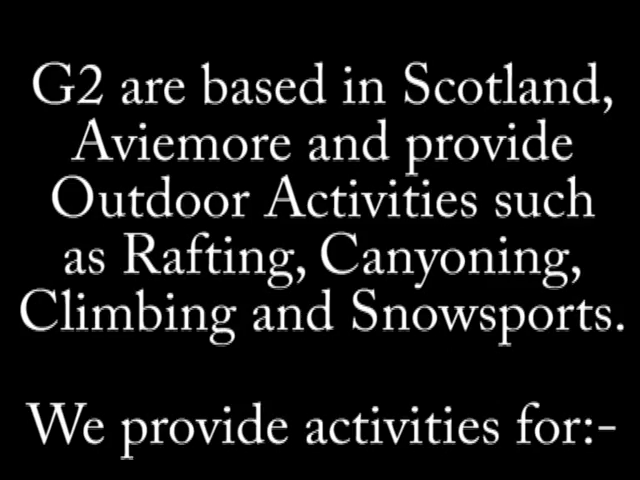 G2 are based in Scotland,
Aviemore and provide
Outdoor Activities such
as Rafting, Canyoning,
Climbing and Snowsports.
We provide activities for:-